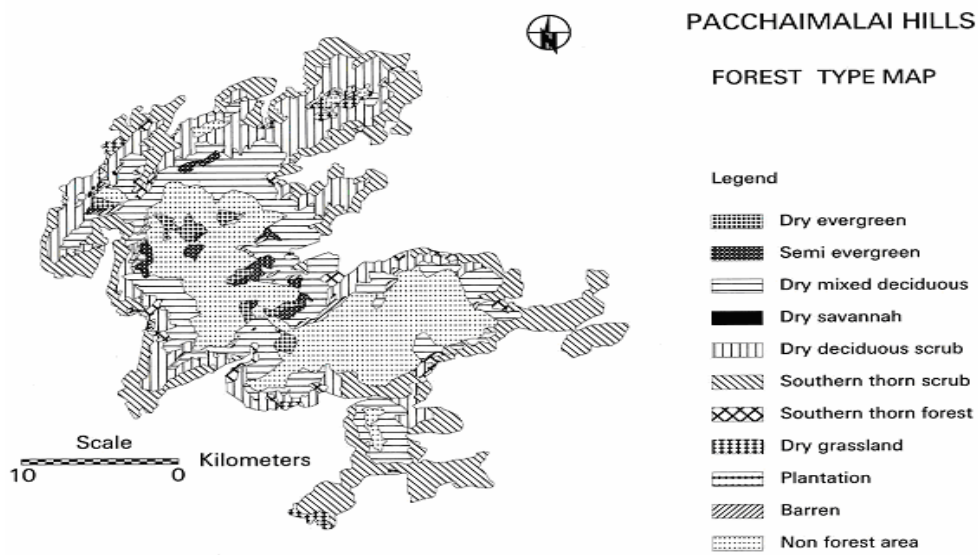 PACCHAIMALAI HILLS
N
FOREST TYPE MAP
Legend
Dry evergreen
Semi evergreen
Dry mixed deciduous
Dry savannah
Dry deciduous scrub
Southern thorn scrub
Southern thorn forest
Dry grassland
Plantation
Barren
Non forest area
Scale
10 0 Kilometers